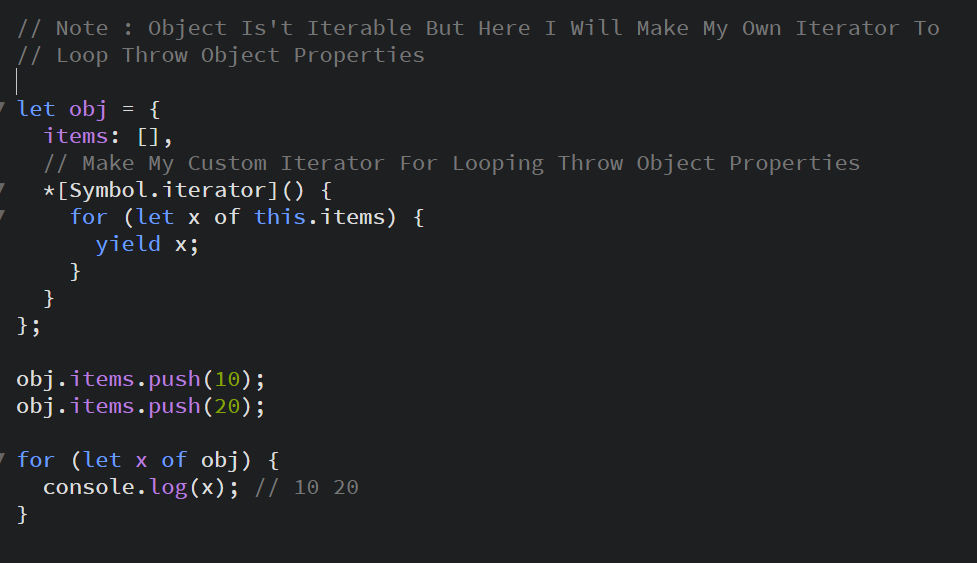 // Note : Object Is't Iterable But Here I Will Make My Own Iterator To
// Loop Throw Object Properties
let obj = {
  items: [],
  // Make My Custom Iterator For Looping Throw Object Properties
  *[Symbol.iterator]() {
    for (let x of this.items) {
      yield x;
    }
  }
};
obj.items.push(10);
obj.items.push(20);
for (let x of obj) {
  console.log(x); // 10 20
}